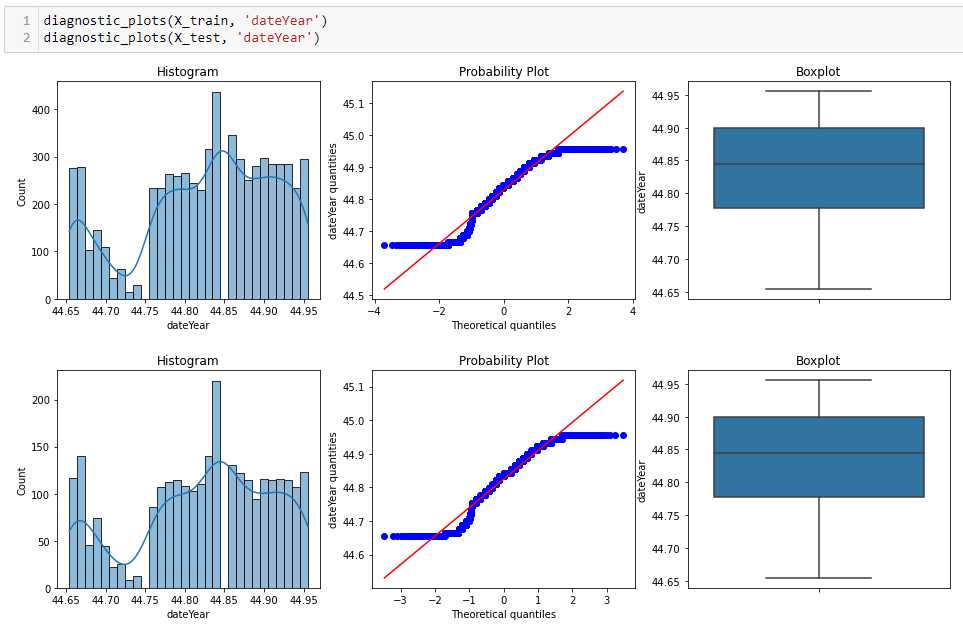 1 diagnostic_plots(X_train, 'dateYear')
2 diagnostic_plots(X_test, 'dateYear')
Histogram
Probability Plot
Boxplot
400
300
200
100
0
Count
44.65 44.70 44.75 44.80 44.85 44.90 44.95
dateYear
45.1
45.0
44.9
44.8
44.7
44.6
44.5
dateYear quantities
−4 −2 0 2 4
Theoretical quantiles
44.95
44.90
44.85
44.80
44.75
44.70
44.65
dateYear
Histogram
Probability Plot
Boxplot
200
150
100
50
0
Count
44.65 44.70 44.75 44.80 44.85 44.90 44.95
dateYear
45.1
45.0
44.9
44.8
44.7
44.6
dateYear quantities
−3 −2 −1 0 1 2 3
Theoretical quantiles
44.95
44.90
44.85
44.80
44.75
44.70
44.65
dateYear